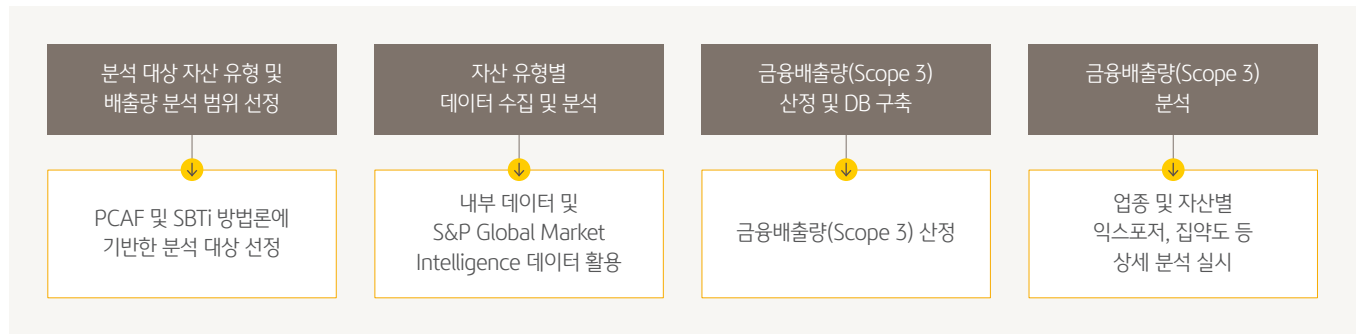 분석 대상 자산 유형 및
배출량 분석 범위 선정
PCAF 및 SBTi 방법론에
기반한 분석 대상 선정
자산 유형별
데이터 수집 및 분석
내부 데이터 및
S&P Global Market
Intelligence 데이터 활용
금융배출량(Scope 3)
산정 및 DB 구축
금융배출량(Scope 3) 산정
금융배출량(Scope 3)
분석
업종 및 자산별
익스포저, 집약도 등
상세 분석 실시